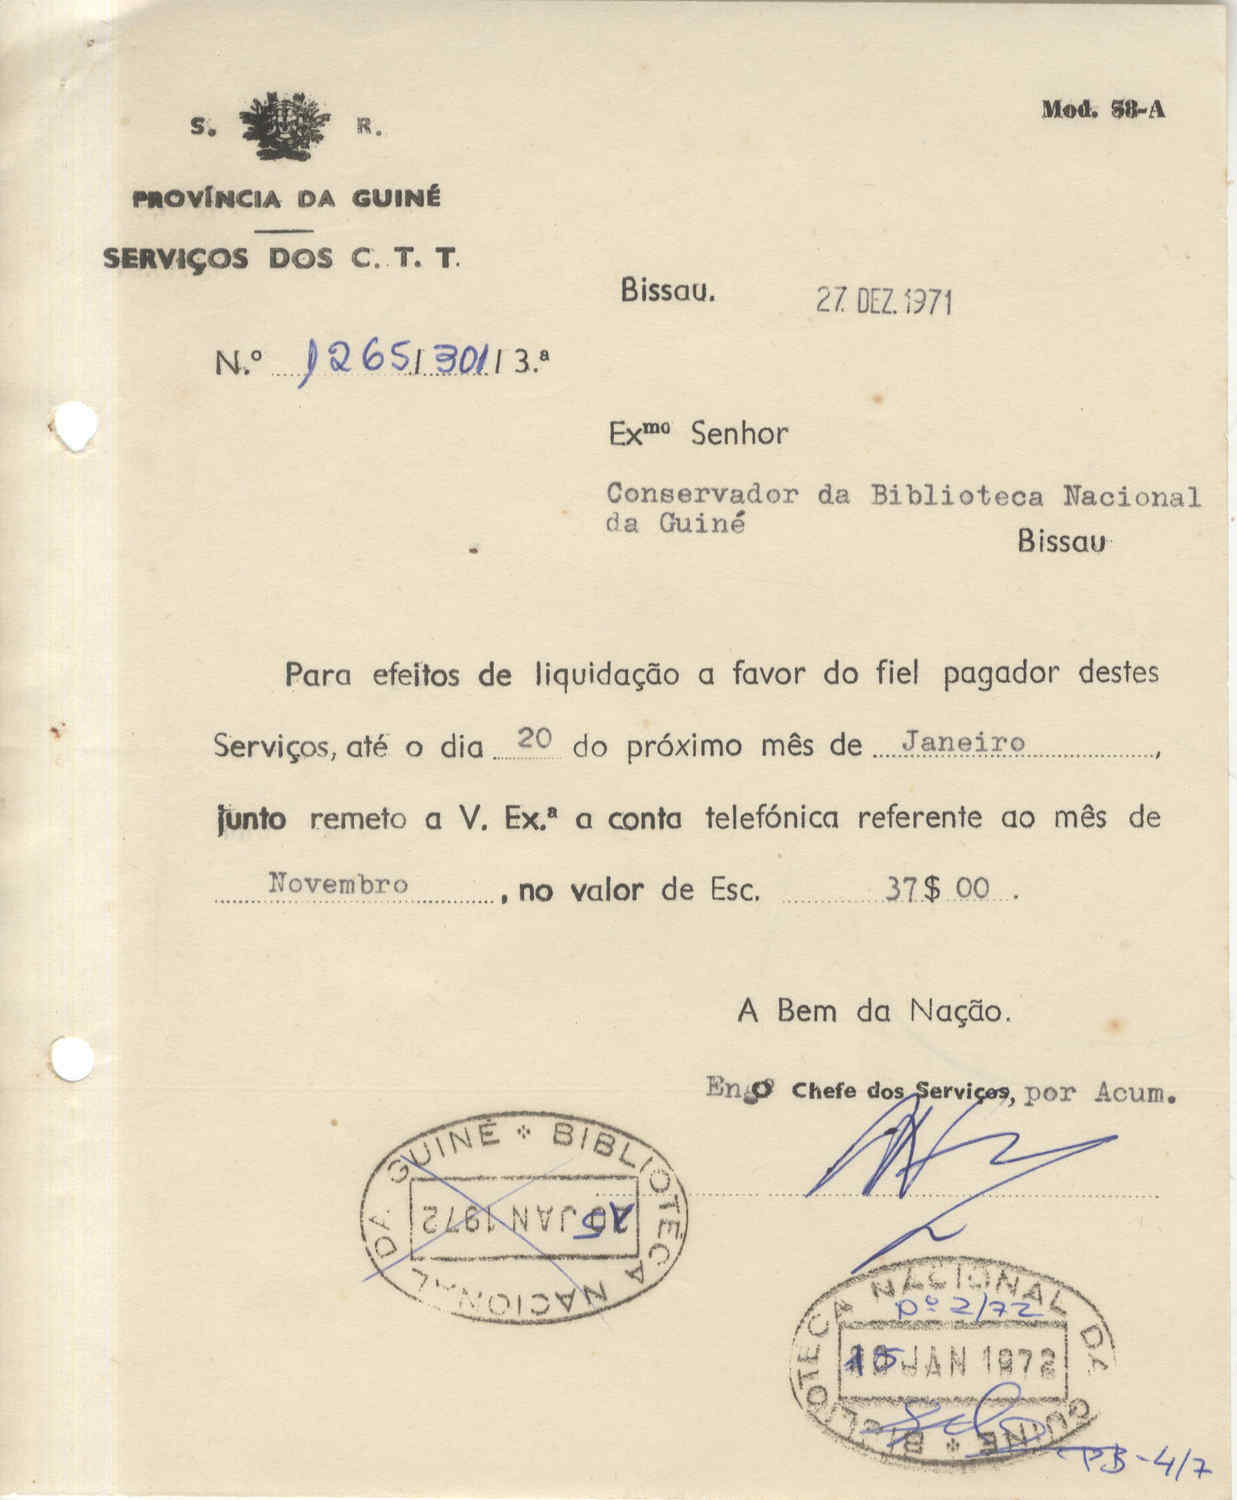 S. R.
Mod. 58-A
PROVÍNCIA DA GUINÉ
SERVIÇOS DOS C. T. T.
Bissau. 27. DEZ. 1971
N.º 1265/301/3.ª
Exᵐᵒ Senhor
Conservador da Biblioteca Nacional
da Guiné
Bissau
Para efeitos de liquidação a favor do fiel pagador destes
Serviços, até o dia 20 do próximo mês de Janeiro,
junto remeto a V. Ex.ª a conta telefónica referente ao mês de
Novembro, no valor de Esc. 37$00.
A Bem da Nação.
Engº Chefe dos Serviços, por Acum.
BIBLIOTECA NACIONAL DA GUINÉ
15 JAN 1972
BIBLIOTECA NACIONAL DA GUINÉ
pº 2/72
15 JAN 1972
PB-4/7